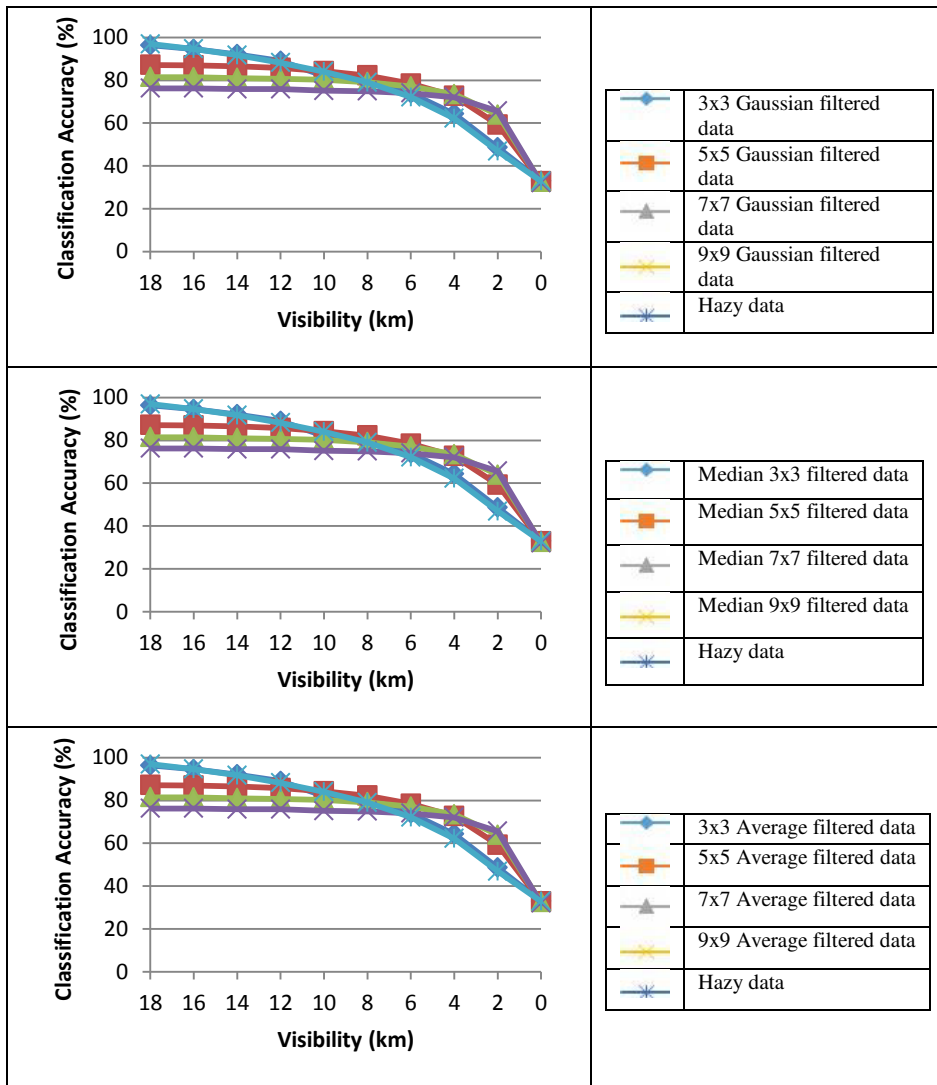 Classification Accuracy (%)
100
80
60
40
20
0
18 16 14 12 10 8 6 4 2 0
Visibility (km)
3x3 Gaussian filtered
data
5x5 Gaussian filtered
data
7x7 Gaussian filtered
data
9x9 Gaussian filtered
data
Hazy data
Classification Accuracy (%)
100
80
60
40
20
0
18 16 14 12 10 8 6 4 2 0
Visibility (km)
Median 3x3 filtered data
Median 5x5 filtered data
Median 7x7 filtered data
Median 9x9 filtered data
Hazy data
Classification Accuracy (%)
100
80
60
40
20
0
18 16 14 12 10 8 6 4 2 0
Visibility (km)
3x3 Average filtered data
5x5 Average filtered data
7x7 Average filtered data
9x9 Average filtered data
Hazy data